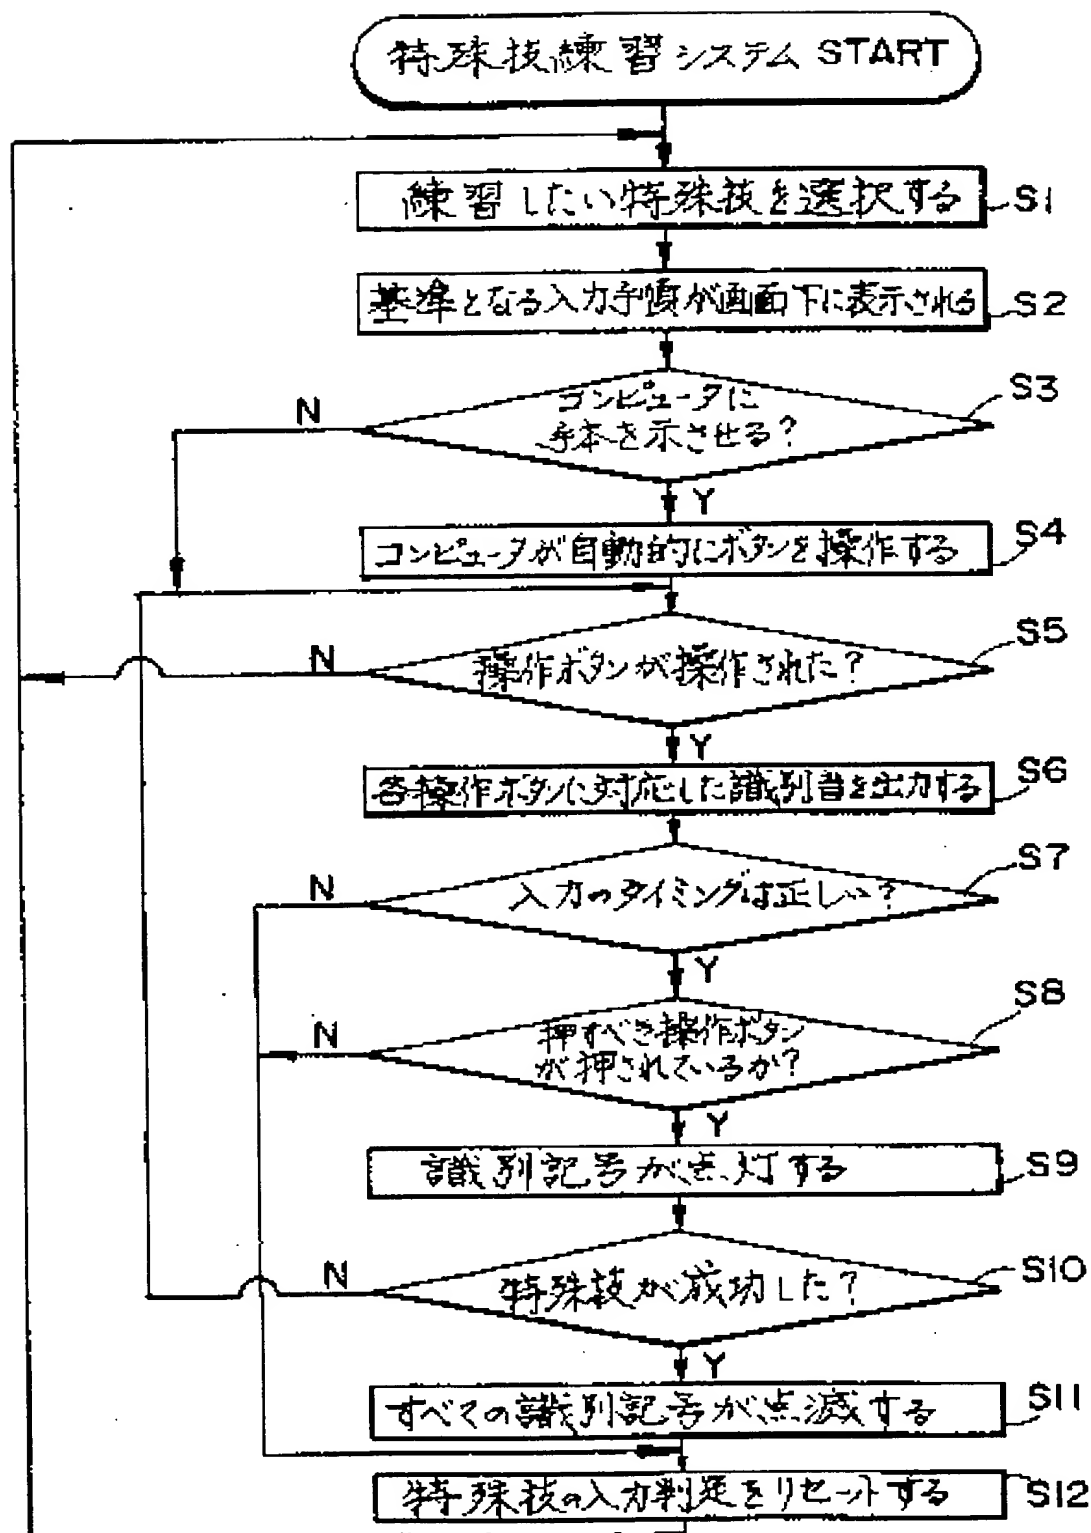 特殊技練習システム START
練習したい特殊技を選択する
S1
基準となる入力手順が画面下に表示される
S2
コンピュータに
手本を示させる?
S3
N
Y
コンピュータが自動的にボタンを操作する
S4
操作ボタンが操作された?
S5
N
Y
各操作ボタンに対応した識別音を出力する
S6
入力のタイミングは正しい?
S7
N
Y
押すべき操作ボタン
が押されているか?
S8
N
Y
識別記号が点灯する
S9
特殊技が成功した?
S10
N
Y
すべての識別記号が点滅する
S11
特殊技の入力判定をリセットする
S12